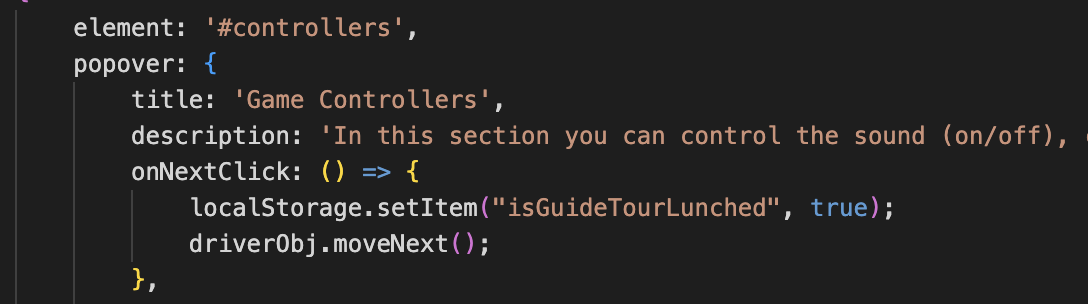 element: '#controllers',
popover: {
title: 'Game Controllers',
description: 'In this section you can control the sound (on/off),
onNextClick: () => {
localStorage.setItem("isGuideTourLunched", true);
driverObj.moveNext();
},